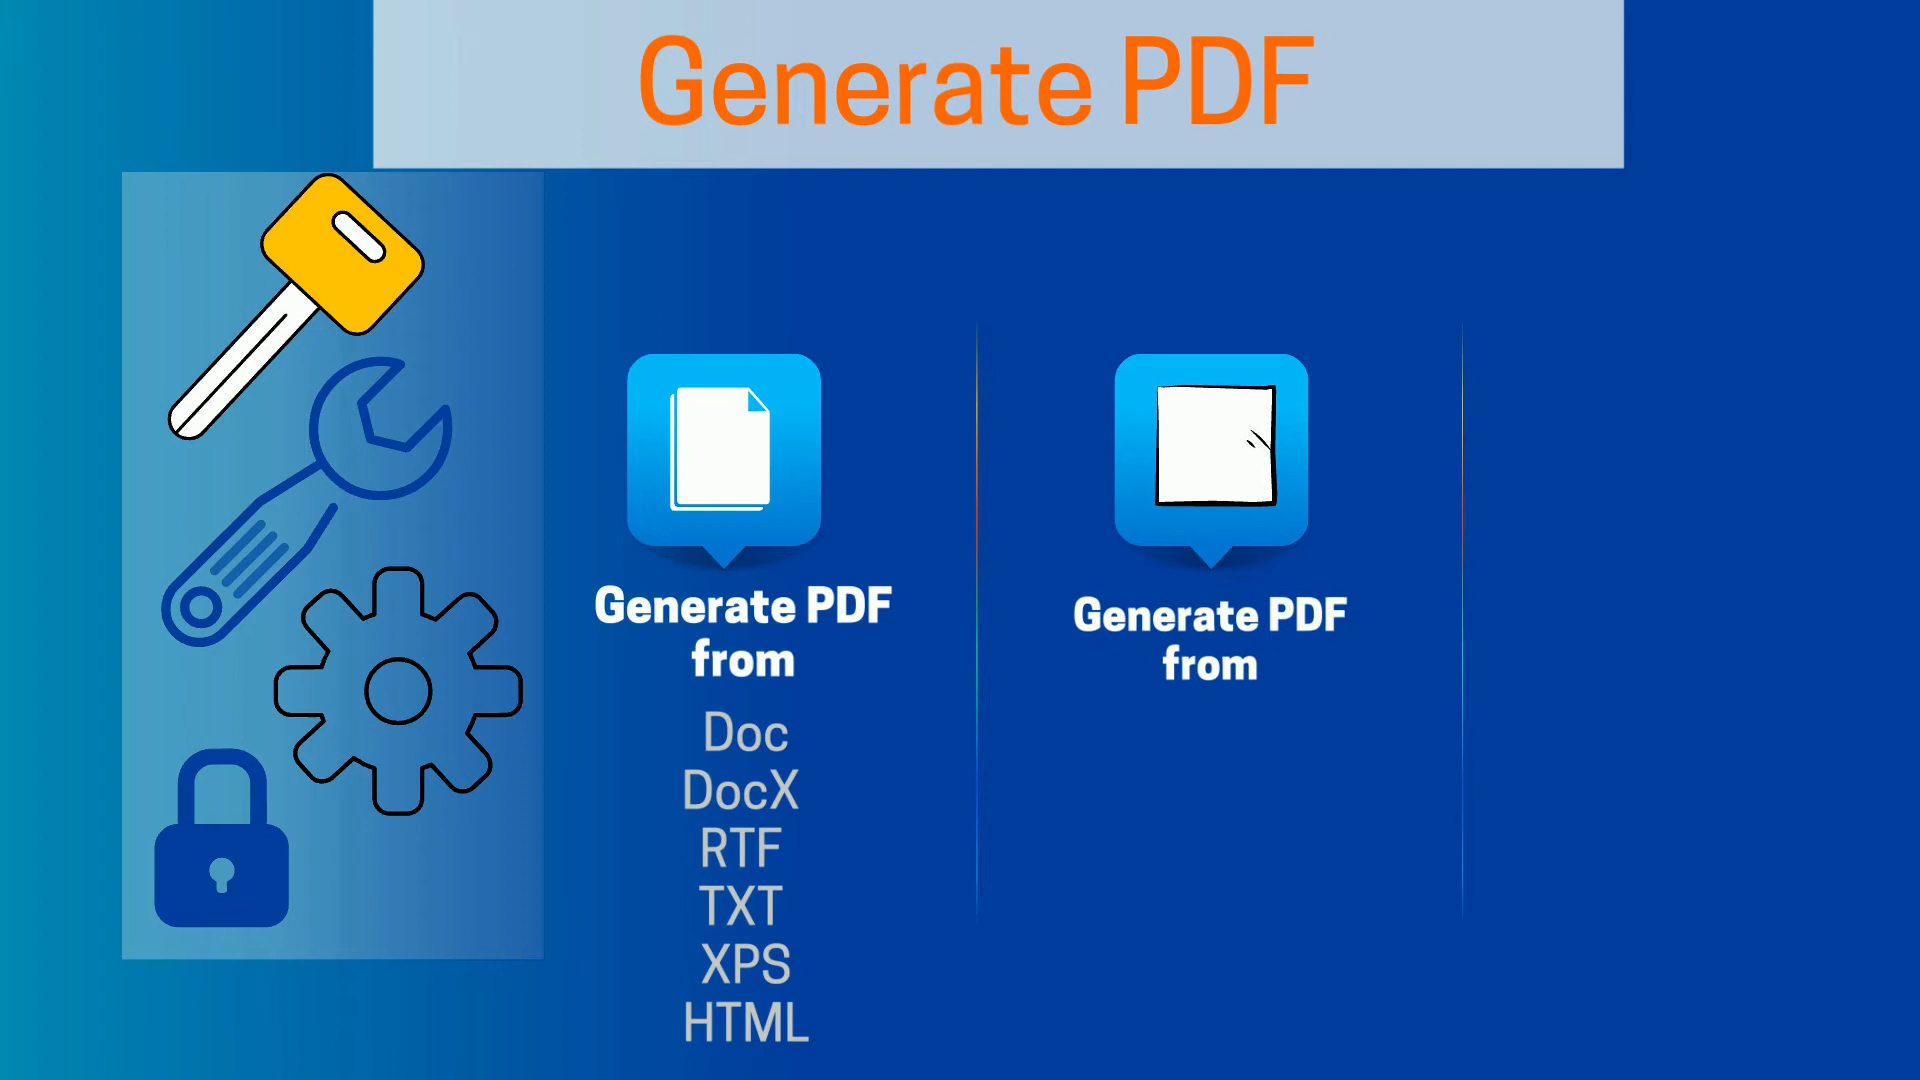 Generate PDF
Generate PDF
from
Doc
DocX
RTF
TXT
XPS
HTML
Generate PDF
from